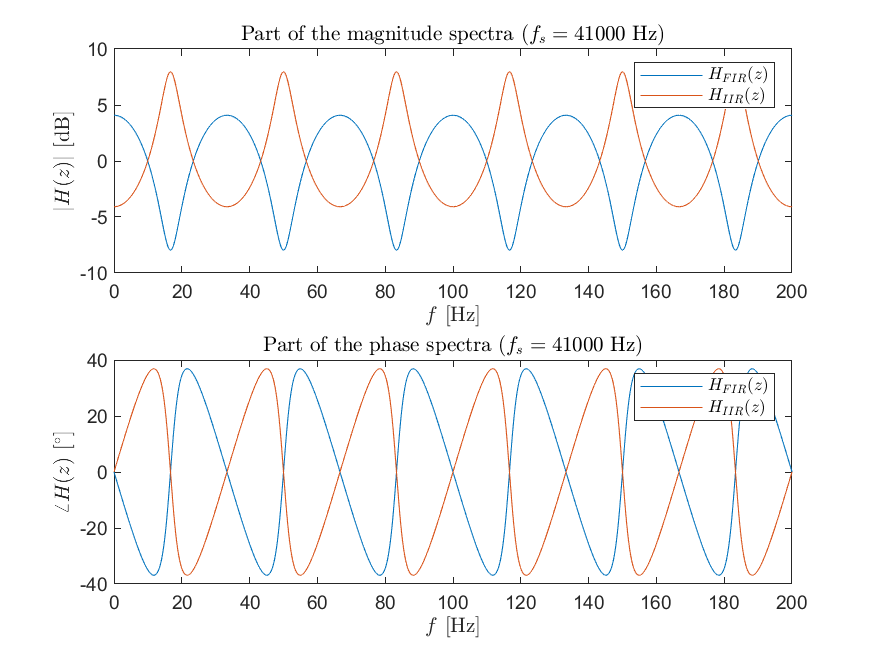 Part of the magnitude spectra (f_s = 41000 Hz)
10
5
0
-5
-10
|H(z)| [dB]
H_{FIR}(z)
H_{IIR}(z)
0 20 40 60 80 100 120 140 160 180 200
f [Hz]
Part of the phase spectra (f_s = 41000 Hz)
40
20
0
-20
-40
∠H(z) [°]
H_{FIR}(z)
H_{IIR}(z)
0 20 40 60 80 100 120 140 160 180 200
f [Hz]